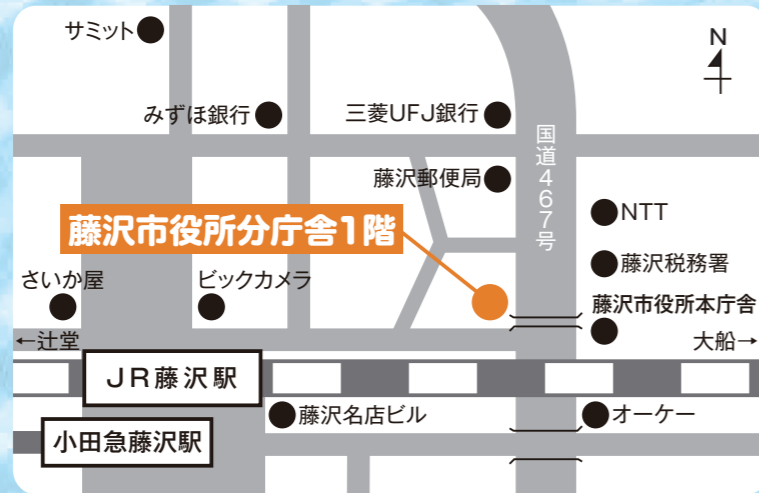 サミット
N
みずほ銀行
三菱UFJ銀行
国道467号
藤沢郵便局
NTT
藤沢市役所分庁舎1階
藤沢税務署
さいか屋
ビックカメラ
藤沢市役所本庁舎
←辻堂
大船→
JR藤沢駅
藤沢名店ビル
オーケー
小田急藤沢駅